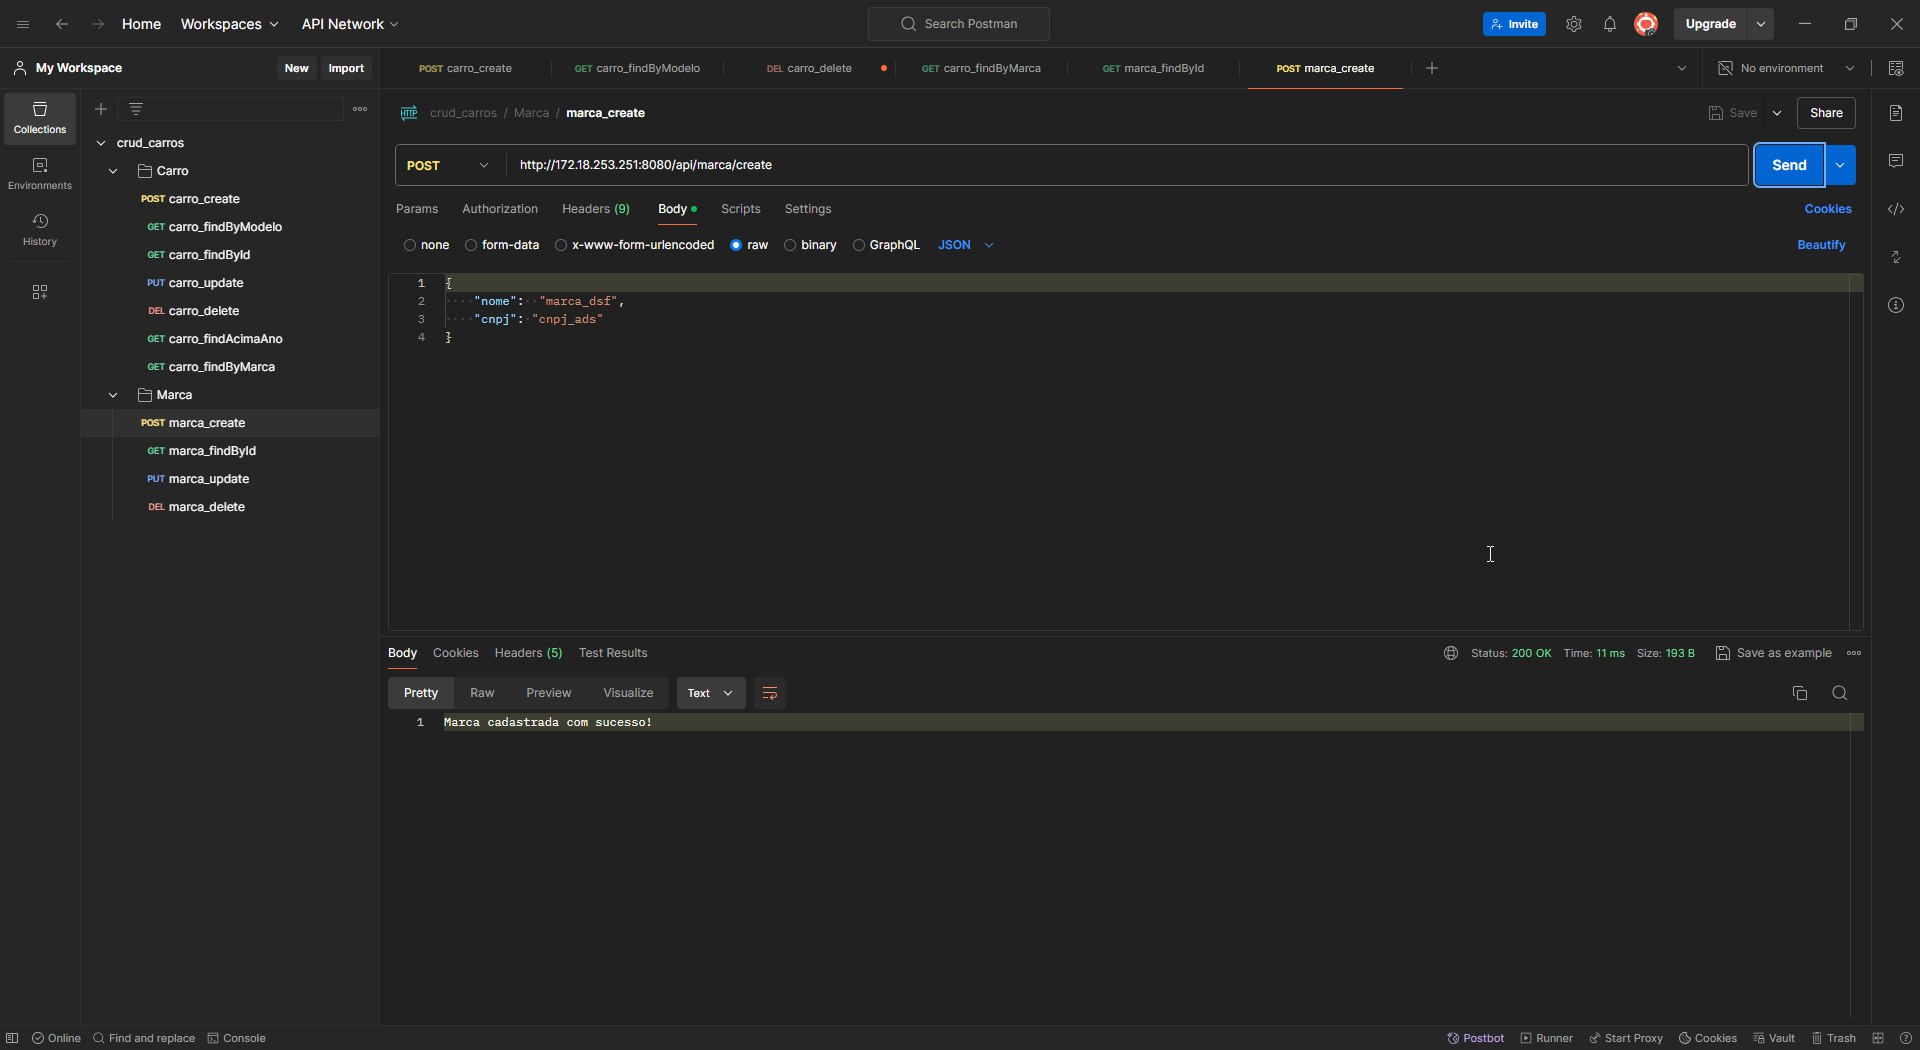 Home Workspaces API Network Search Postman Invite Upgrade
My Workspace New Import POST carro_create GET carro_findByModelo DEL carro_delete GET carro_findByMarca GET marca_findById POST marca_create No environment
Collections
Environments
History
crud_carros
Carro
POST carro_create
GET carro_findByModelo
GET carro_findById
PUT carro_update
DEL carro_delete
GET carro_findAcimaAno
GET carro_findByMarca
Marca
POST marca_create
GET marca_findById
PUT marca_update
DEL marca_delete
HTTP crud_carros / Marca / marca_create Save Share
POST http://172.18.253.251:8080/api/marca/create Send
Params Authorization Headers (9) Body Scripts Settings Cookies
none form-data x-www-form-urlencoded raw binary GraphQL JSON Beautify
1 {
2 "nome": "marca_dsf",
3 "cnpj": "cnpj_ads"
4 }
Body Cookies Headers (5) Test Results Status: 200 OK Time: 11 ms Size: 193 B Save as example
Pretty Raw Preview Visualize Text
1 Marca cadastrada com sucesso!
Online Find and replace Console Postbot Runner Start Proxy Cookies Vault Trash